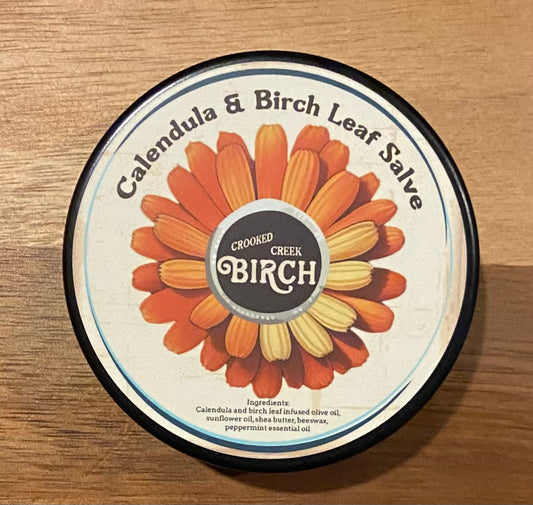 Calendula & Birch Leaf Salve
CROOKED
CREEK
BIRCH
Ingredients:
Calendula and birch leaf infused olive oil,
sunflower oil, shea butter, beeswax,
peppermint essential oil